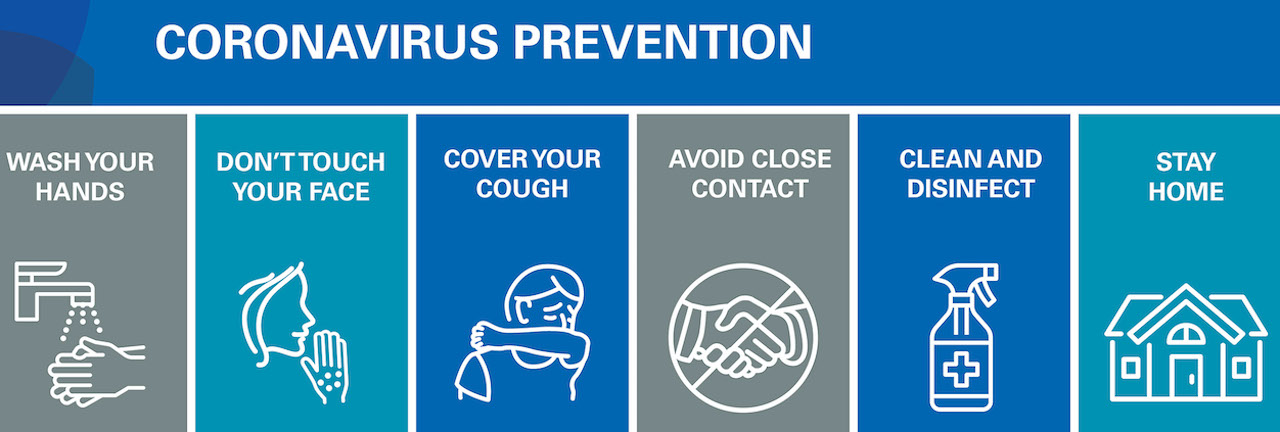 CORONAVIRUS PREVENTION
WASH YOUR
HANDS
DON'T TOUCH
YOUR FACE
COVER YOUR
COUGH
AVOID CLOSE
CONTACT
CLEAN AND
DISINFECT
STAY
HOME